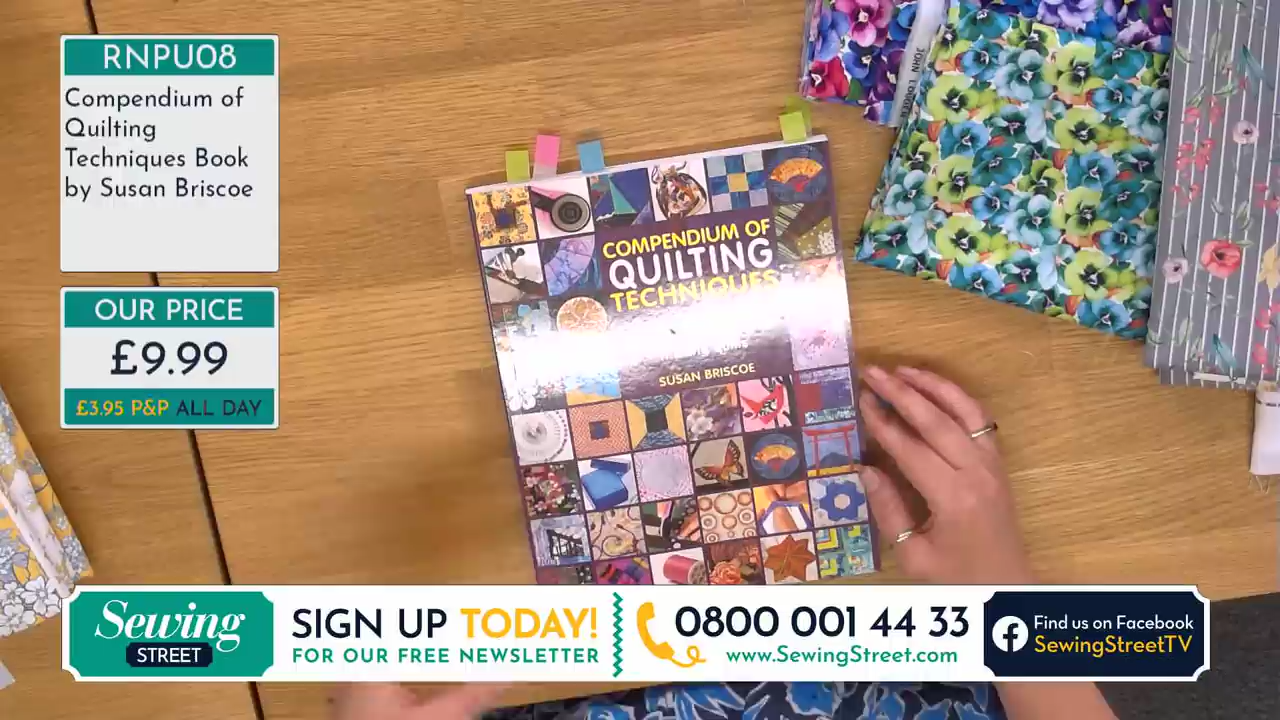 RNPU08
Compendium of
Quilting
Techniques Book
by Susan Briscoe
OUR PRICE
£9.99
£3.95 P&P ALL DAY
COMPENDIUM OF
QUILTING
TECHNIQUES
SUSAN BRISCOE
JOHN LOUDEN
Sewing
STREET
SIGN UP TODAY!
FOR OUR FREE NEWSLETTER
0800 001 44 33
www.SewingStreet.com
Find us on Facebook
SewingStreetTV